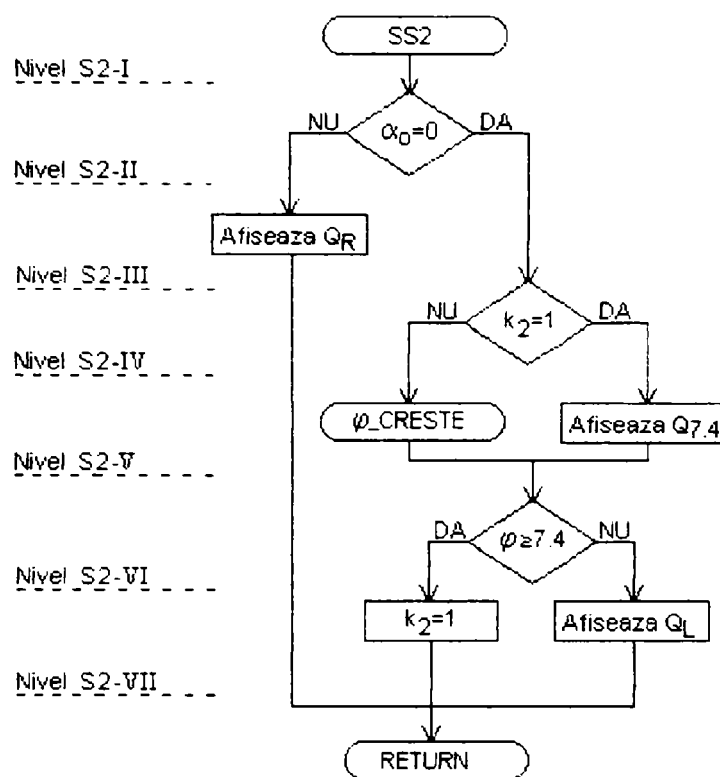 SS2
Nivel S2-I
NU
α0=0
DA
Nivel S2-II
Afiseaza QR
Nivel S2-III
NU
k2=1
DA
Nivel S2-IV
φ_CRESTE
Afiseaza Q7.4
Nivel S2-V
DA
φ≥7.4
NU
Nivel S2-VI
k2=1
Afiseaza QL
Nivel S2-VII
RETURN